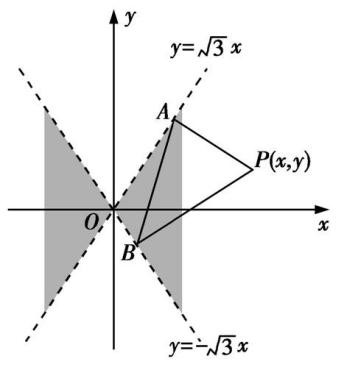 y
y=√3 x
A
P(x,y)
O
x
B
y=-√3 x